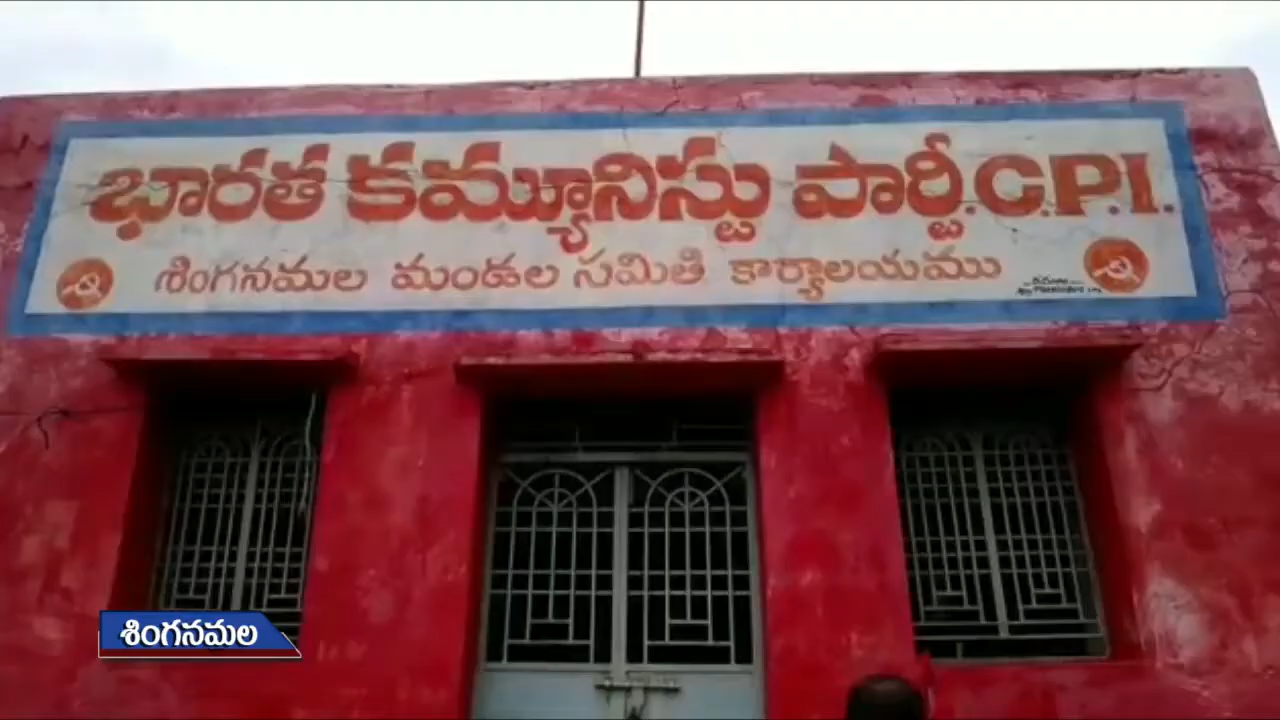 భారత కమ్యూనిస్టు పార్టీ.C.P.I.
శింగనమల మండల సమితి కార్యాలయము
శింగనమల